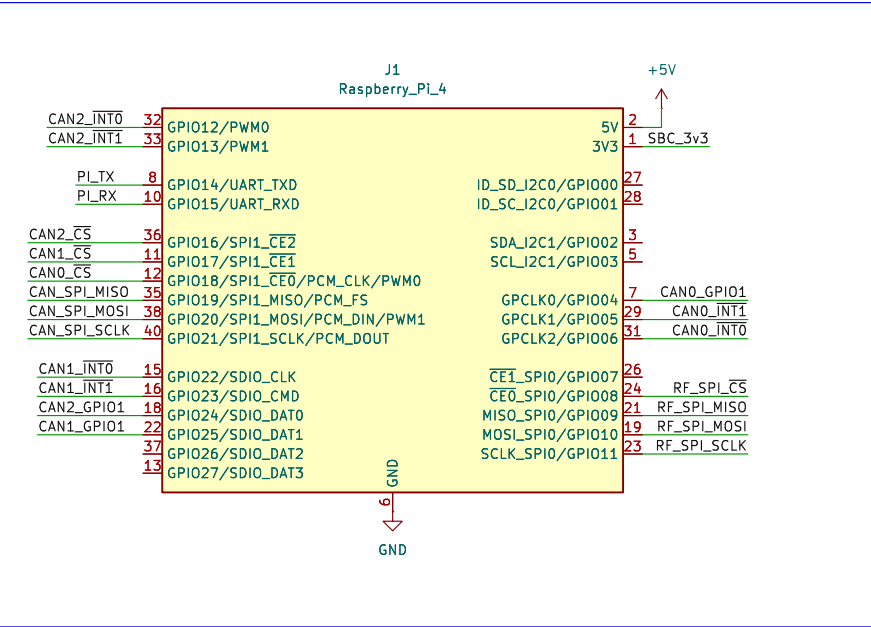 J1
Raspberry_Pi_4
+5V
CAN2_INT0 32 GPIO12/PWM0 5V 2
CAN2_INT1 33 GPIO13/PWM1 3V3 1 SBC_3v3
PI_TX 8 GPIO14/UART_TXD ID_SD_I2C0/GPIO00 27
PI_RX 10 GPIO15/UART_RXD ID_SC_I2C0/GPIO01 28
CAN2_CS 36 GPIO16/SPI1_CE2 SDA_I2C1/GPIO02 3
CAN1_CS 11 GPIO17/SPI1_CE1 SCL_I2C1/GPIO03 5
CAN0_CS 12 GPIO18/SPI1_CE0/PCM_CLK/PWM0
CAN_SPI_MISO 35 GPIO19/SPI1_MISO/PCM_FS GPCLK0/GPIO04 7 CAN0_GPIO1
CAN_SPI_MOSI 38 GPIO20/SPI1_MOSI/PCM_DIN/PWM1 GPCLK1/GPIO05 29 CAN0_INT1
CAN_SPI_SCLK 40 GPIO21/SPI1_SCLK/PCM_DOUT GPCLK2/GPIO06 31 CAN0_INT0
CAN1_INT0 15 GPIO22/SDIO_CLK CE1_SPI0/GPIO07 26
CAN1_INT1 16 GPIO23/SDIO_CMD CE0_SPI0/GPIO08 24 RF_SPI_CS
CAN2_GPIO1 18 GPIO24/SDIO_DAT0 MISO_SPI0/GPIO09 21 RF_SPI_MISO
CAN1_GPIO1 22 GPIO25/SDIO_DAT1 MOSI_SPI0/GPIO10 19 RF_SPI_MOSI
37 GPIO26/SDIO_DAT2 SCLK_SPI0/GPIO11 23 RF_SPI_SCLK
13 GPIO27/SDIO_DAT3
GND
6
GND